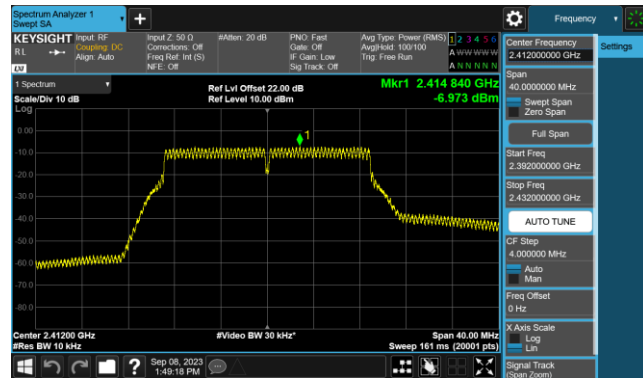 Spectrum Analyzer 1
Swept SA
+
Frequency
KEYSIGHT
RL
LXI
Input: RF
Coupling: DC
Align: Auto
Input Z: 50 Ω
Corrections: Off
Freq Ref: Int (S)
NFE: Off
#Atten: 20 dB
PNO: Fast
Gate: Off
IF Gain: Low
Sig Track: Off
Avg Type: Power (RMS)
Avg|Hold: 100/100
Trig: Free Run
1 2 3 4 5 6
A W W W W W
A N N N N N
1 Spectrum
Scale/Div 10 dB
Ref Lvl Offset 22.00 dB
Ref Level 10.00 dBm
Mkr1 2.414 840 GHz
-6.973 dBm
Log
0.00
1
-10.0
-20.0
-30.0
-40.0
-50.0
-60.0
-70.0
-80.0
Center 2.41200 GHz
#Res BW 10 kHz
#Video BW 30 kHz*
Span 40.00 MHz
Sweep 161 ms (20001 pts)
Sep 08, 2023
1:49:18 PM
?
Center Frequency
2.412000000 GHz
Settings
Span
40.0000000 MHz
Swept Span
Zero Span
Full Span
Start Freq
2.392000000 GHz
Stop Freq
2.432000000 GHz
AUTO TUNE
CF Step
4.000000 MHz
Auto
Man
Freq Offset
0 Hz
X Axis Scale
Log
Lin
Signal Track
(Span Zoom)